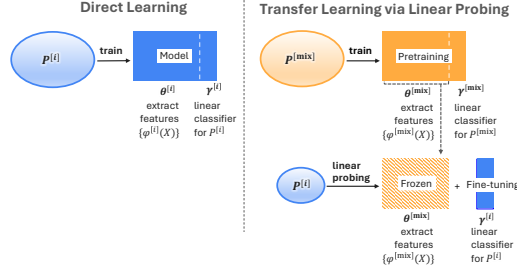 Direct Learning
P[i]
train
Model
θ[i]
γ[i]
extract
features
{φ[i](X)}
linear
classifier
for P[i]
Transfer Learning via Linear Probing
P[mix]
train
Pretraining
θ[mix]
γ[mix]
extract
features
{φ[mix](X)}
linear
classifier
for P[mix]
P[i]
linear
probing
Frozen
+
Fine-tuning
θ[mix]
γ[i]
extract
features
{φ[mix](X)}
linear
classifier
for P[i]